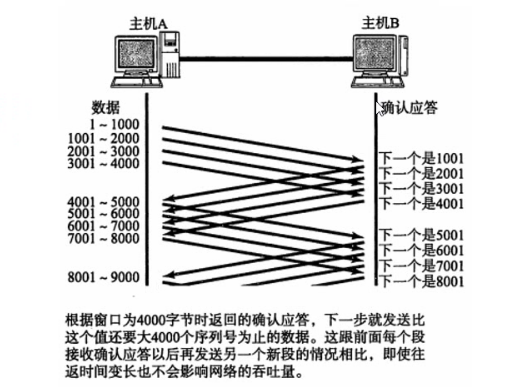 主机A
主机B
数据
确认应答
1～1000
1001～2000
2001～3000
3001～4000
下一个是1001
下一个是2001
下一个是3001
下一个是4001
4001～5000
5001～6000
6001～7000
7001～8000
下一个是5001
下一个是6001
下一个是7001
下一个是8001
8001～9000
根据窗口为4000字节时返回的确认应答，下一步就发送比
这个值还要大4000个序列号为止的数据。这跟前面每个段
接收确认应答以后再发送另一个新段的情况相比，即使往
返时间变长也不会影响网络的吞吐量。